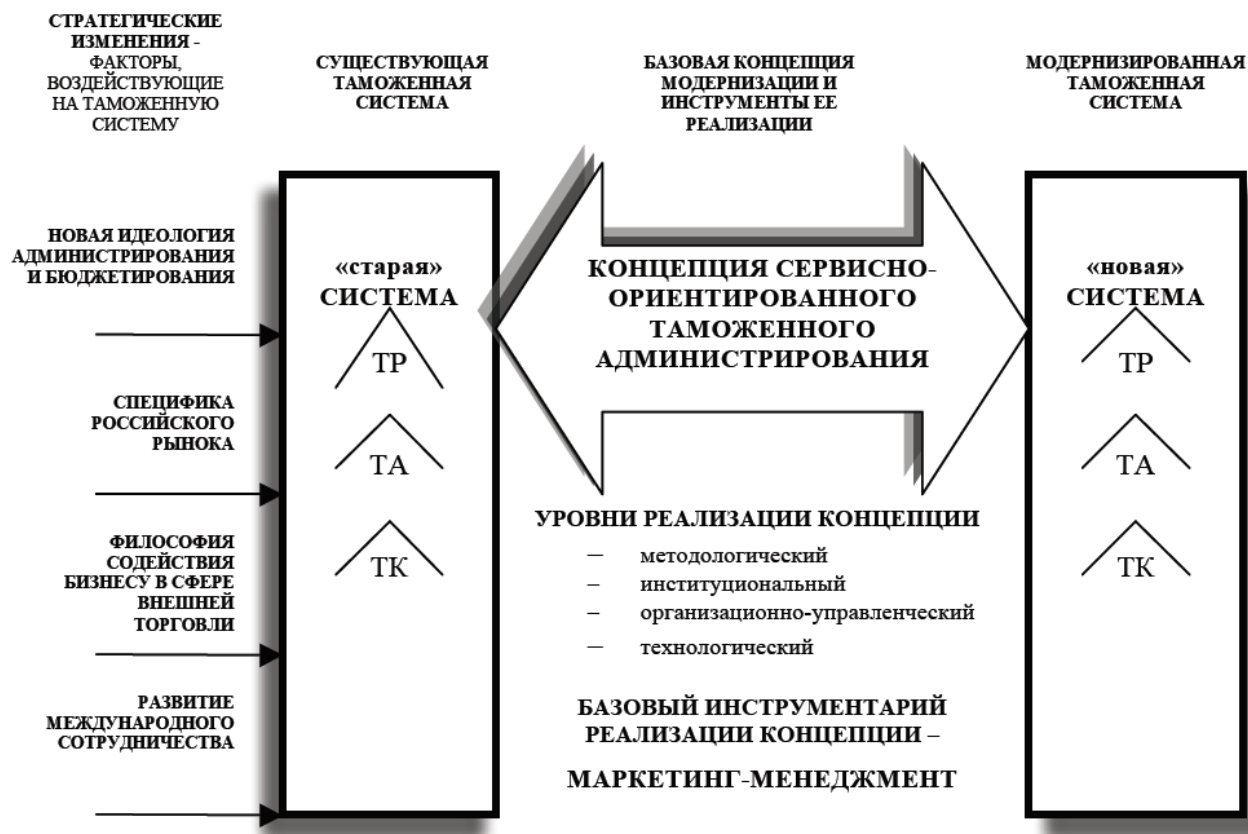 СТРАТЕГИЧЕСКИЕ
ИЗМЕНЕНИЯ -
ФАКТОРЫ,
ВОЗДЕЙСТВУЮЩИЕ
НА ТАМОЖЕННУЮ
СИСТЕМУ
СУЩЕСТВУЮЩАЯ
ТАМОЖЕННАЯ
СИСТЕМА
БАЗОВАЯ КОНЦЕПЦИЯ
МОДЕРНИЗАЦИИ И
ИНСТРУМЕНТЫ ЕЕ
РЕАЛИЗАЦИИ
МОДЕРНИЗИРОВАННАЯ
ТАМОЖЕННАЯ
СИСТЕМА
НОВАЯ ИДЕОЛОГИЯ
АДМИНИСТРИРОВАНИЯ
И БЮДЖЕТИРОВАНИЯ
СПЕЦИФИКА
РОССИЙСКОГО
РЫНОКА
ФИЛОСОФИЯ
СОДЕЙСТВИЯ
БИЗНЕСУ В СФЕРЕ
ВНЕШНЕЙ
ТОРГОВЛИ
РАЗВИТИЕ
МЕЖДУНАРОДНОГО
СОТРУДНИЧЕСТВА
«старая»
СИСТЕМА
ТР
ТА
ТК
КОНЦЕПЦИЯ СЕРВИСНО-
ОРИЕНТИРОВАННОГО
ТАМОЖЕННОГО
АДМИНИСТРИРОВАНИЯ
УРОВНИ РЕАЛИЗАЦИИ КОНЦЕПЦИИ
– методологический
– институциональный
– организационно-управленческий
– технологический
БАЗОВЫЙ ИНСТРУМЕНТАРИЙ
РЕАЛИЗАЦИИ КОНЦЕПЦИИ –
МАРКЕТИНГ-МЕНЕДЖМЕНТ
«новая»
СИСТЕМА
ТР
ТА
ТК